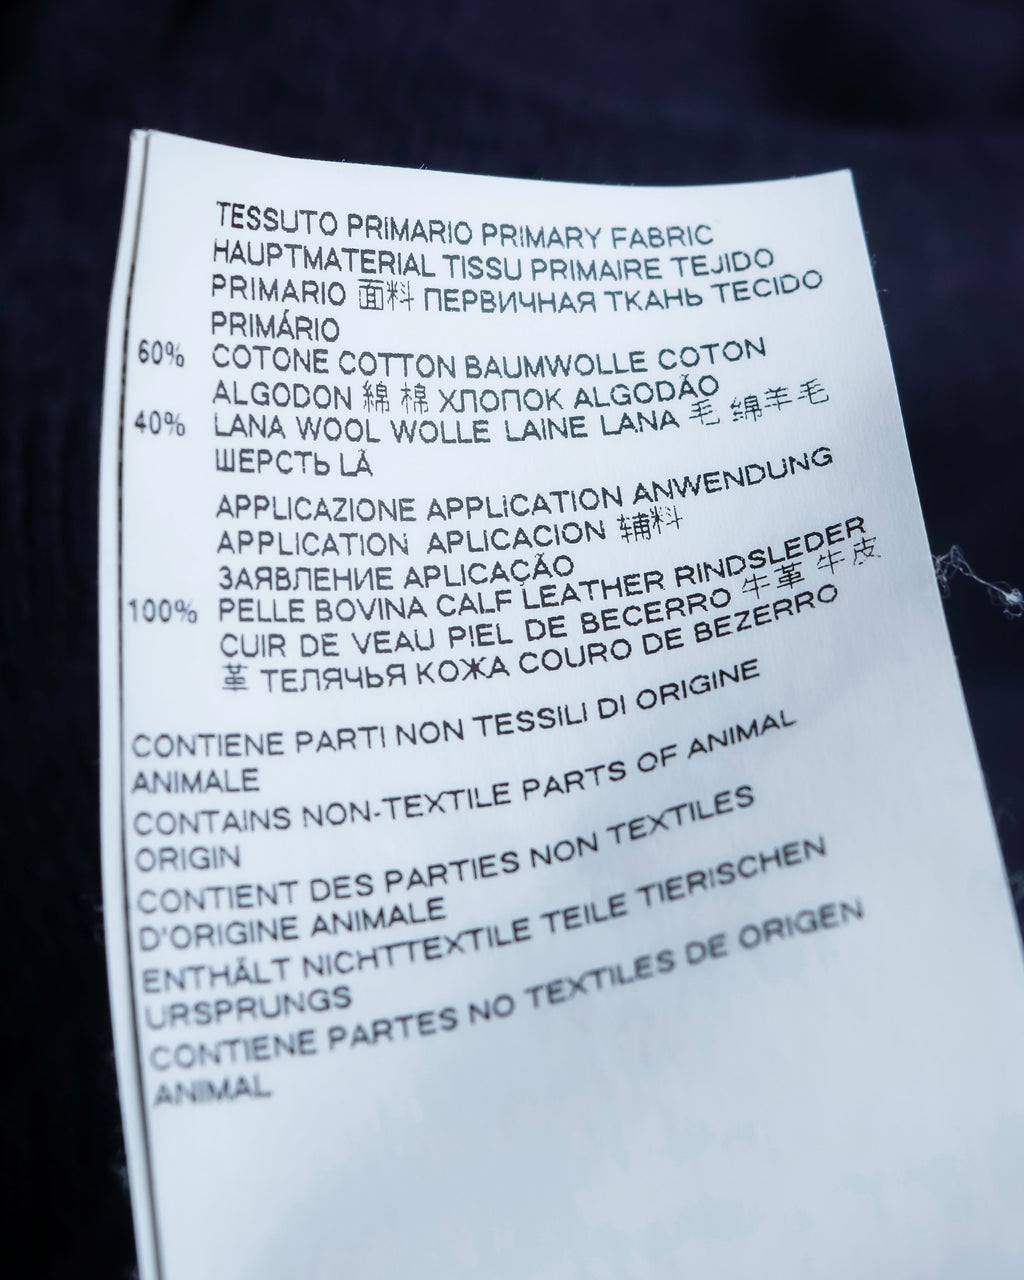 TESSUTO PRIMARIO PRIMARY FABRIC
HAUPTMATERIAL TISSU PRIMAIRE TEJIDO
PRIMARIO 面料 ПЕРВИЧНАЯ ТКАНЬ TECIDO
PRIMÁRIO
60% COTONE COTTON BAUMWOLLE COTON
ALGODON 綿 棉 ХЛОПОК ALGODÃO
40% LANA WOOL WOLLE LAINE LANA 毛 绵羊毛
ШЕРСТЬ LÃ
APPLICAZIONE APPLICATION ANWENDUNG
APPLICATION APLICACION 辅料
ЗАЯВЛЕНИЕ APLICAÇÃO
100% PELLE BOVINA CALF LEATHER RINDSLEDER
CUIR DE VEAU PIEL DE BECERRO 牛革 牛皮
革 ТЕЛЯЧЬЯ КОЖА COURO DE BEZERRO
CONTIENE PARTI NON TESSILI DI ORIGINE
ANIMALE
CONTAINS NON-TEXTILE PARTS OF ANIMAL
ORIGIN
CONTIENT DES PARTIES NON TEXTILES
D'ORIGINE ANIMALE
ENTHÄLT NICHTTEXTILE TEILE TIERISCHEN
URSPRUNGS
CONTIENE PARTES NO TEXTILES DE ORIGEN
ANIMAL